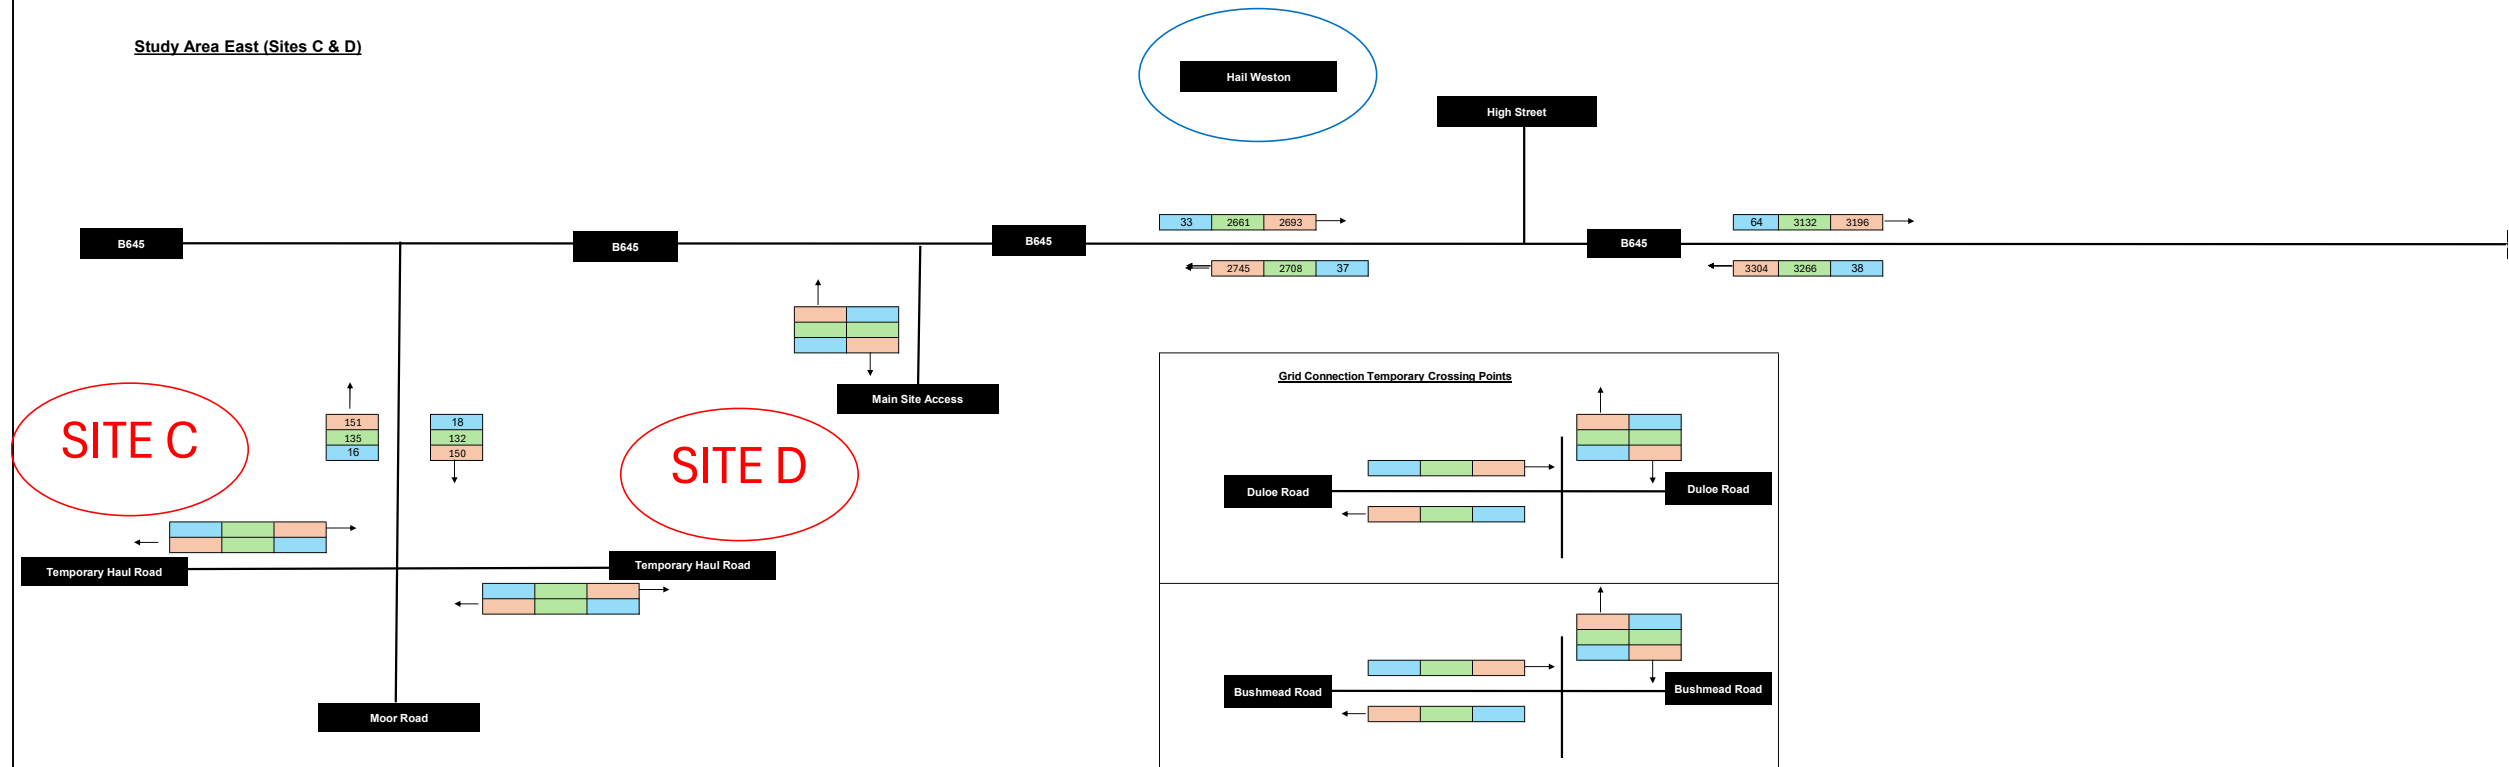 Study Area East (Sites C & D)
Hail Weston
High Street
33 2661 2693
64 3132 3196
B645
B645
B645
B645
2745 2708 37
3304 3266 38
Grid Connection Temporary Crossing Points
Main Site Access
151
135
16
18
132
150
SITE C
SITE D
Duloe Road
Duloe Road
Temporary Haul Road
Temporary Haul Road
Bushmead Road
Bushmead Road
Moor Road